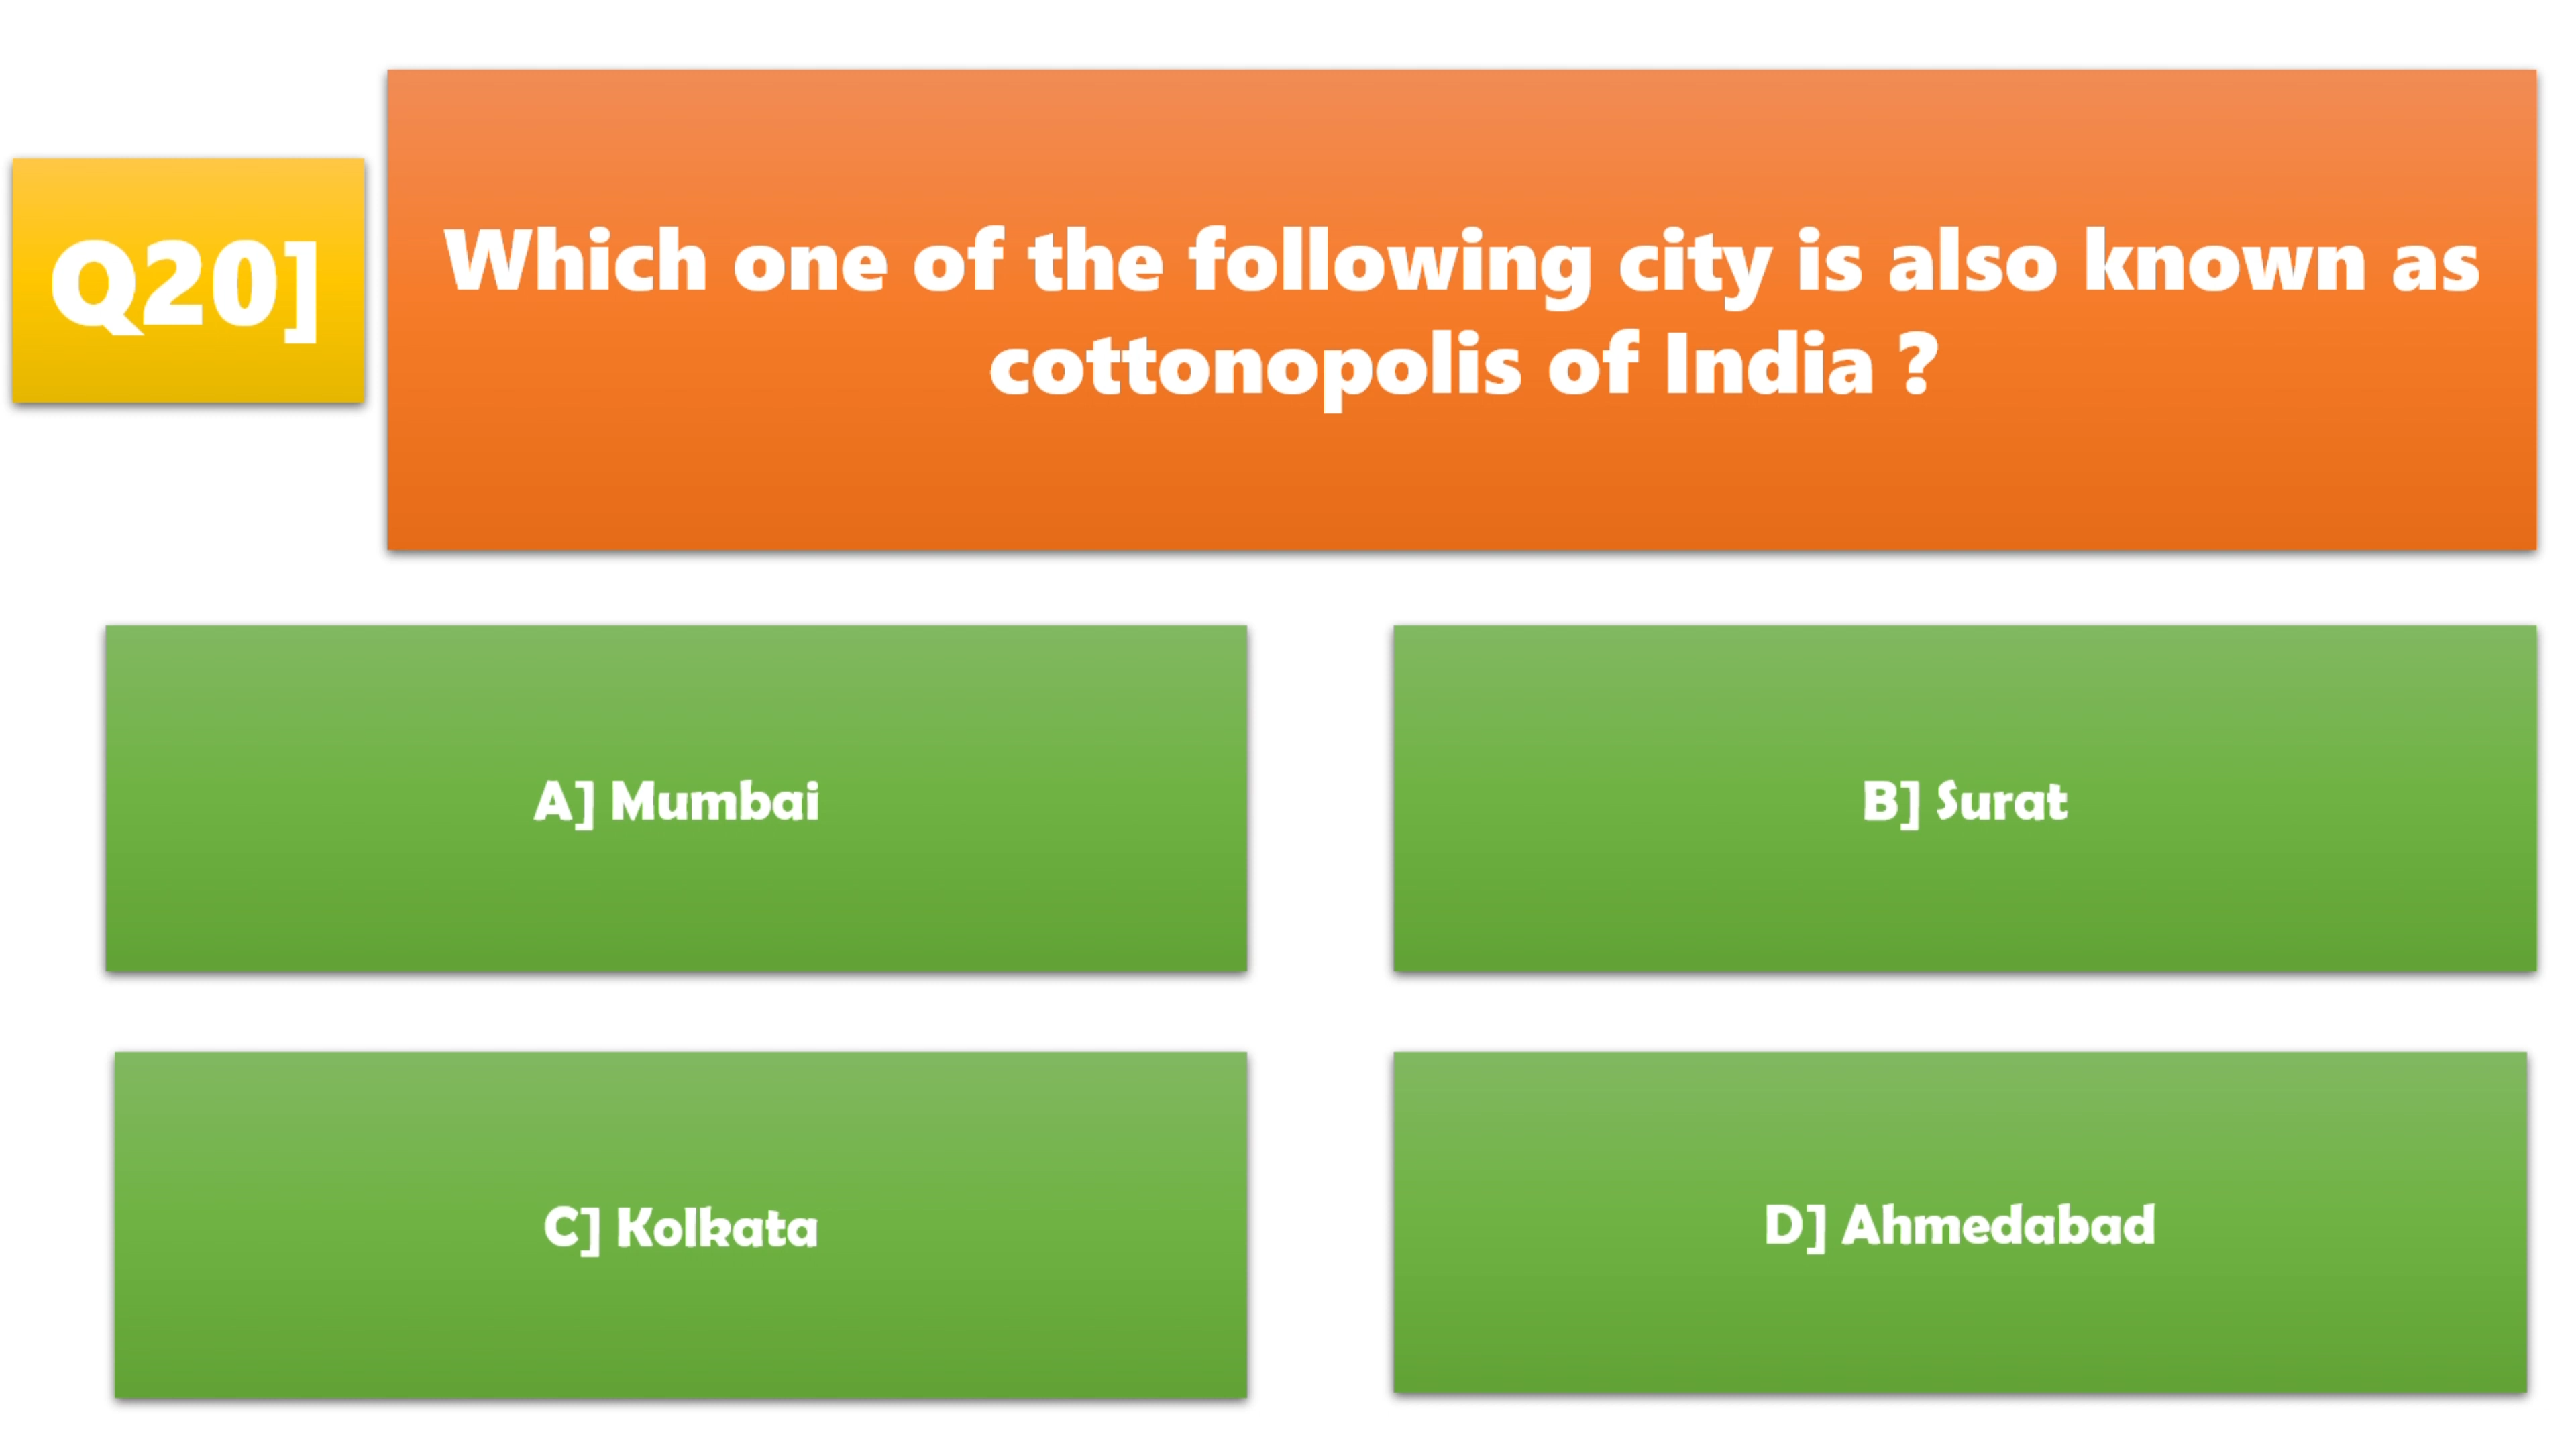 Q20]
Which one of the following city is also known as
cottonopolis of India ?
A] Mumbai
B] Surat
C] Kolkata
D] Ahmedabad